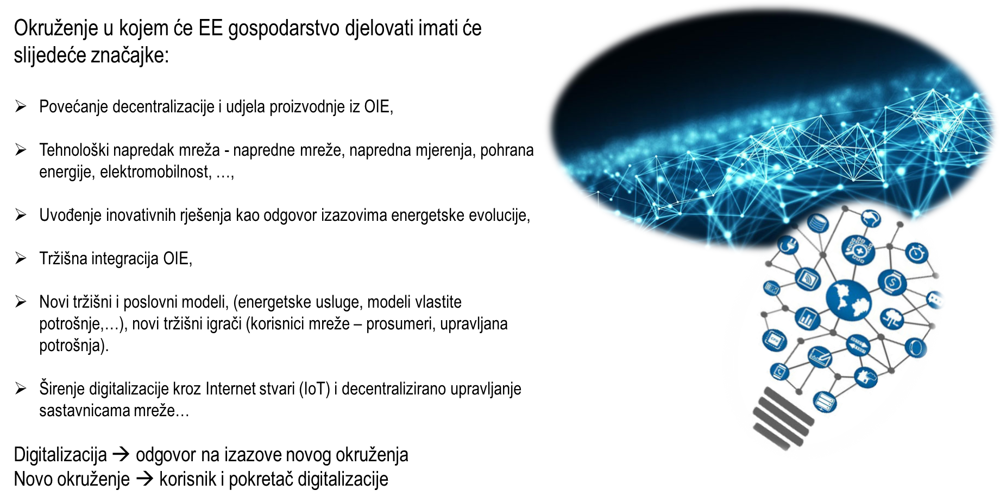 Okruženje u kojem će EE gospodarstvo djelovati imati će
slijedeće značajke:
➢ Povećanje decentralizacije i udjela proizvodnje iz OIE,
➢ Tehnološki napredak mreža - napredne mreže, napredna mjerenja, pohrana
energije, elektromobilnost, …,
➢ Uvođenje inovativnih rješenja kao odgovor izazovima energetske evolucije,
➢ Tržišna integracija OIE,
➢ Novi tržišni i poslovni modeli, (energetske usluge, modeli vlastite
potrošnje,…), novi tržišni igrači (korisnici mreže – prosumeri, upravljana
potrošnja).
➢ Širenje digitalizacije kroz Internet stvari (IoT) i decentralizirano upravljanje
sastavnicama mreže…
Digitalizacija → odgovor na izazove novog okruženja
Novo okruženje → korisnik i pokretač digitalizacije
$
CPU